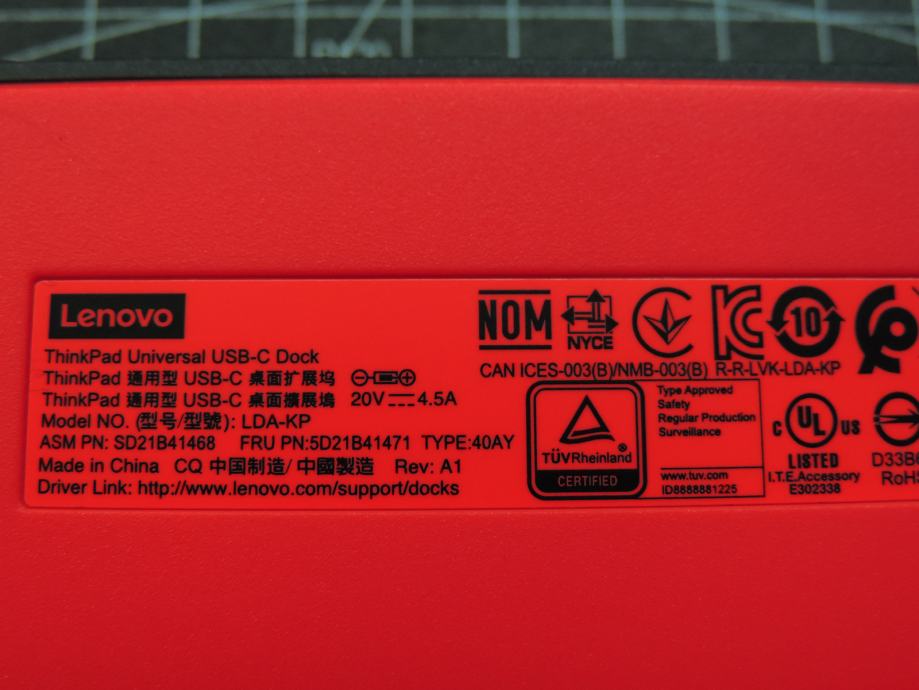 Lenovo
ThinkPad Universal USB-C Dock
ThinkPad 通用型 USB-C 桌面扩展坞
ThinkPad 通用型 USB-C 桌面擴展塢 20V 4.5A
Model NO. (型号/型號): LDA-KP
ASM PN: SD21B41468 FRU PN:5D21B41471 TYPE:40AY
Made in China CQ 中国制造/ 中國製造 Rev: A1
Driver Link: http://www.lenovo.com/support/docks
NOM
NYCE
10
CAN ICES-003(B)/NMB-003(B) R-R-LVK-LDA-KP
TÜVRheinland
CERTIFIED
Type Approved
Safety
Regular Production
Surveillance
www.tuv.com
ID8888881225
C UL US
LISTED
I.T.E.Accessory
E302338
RoHS